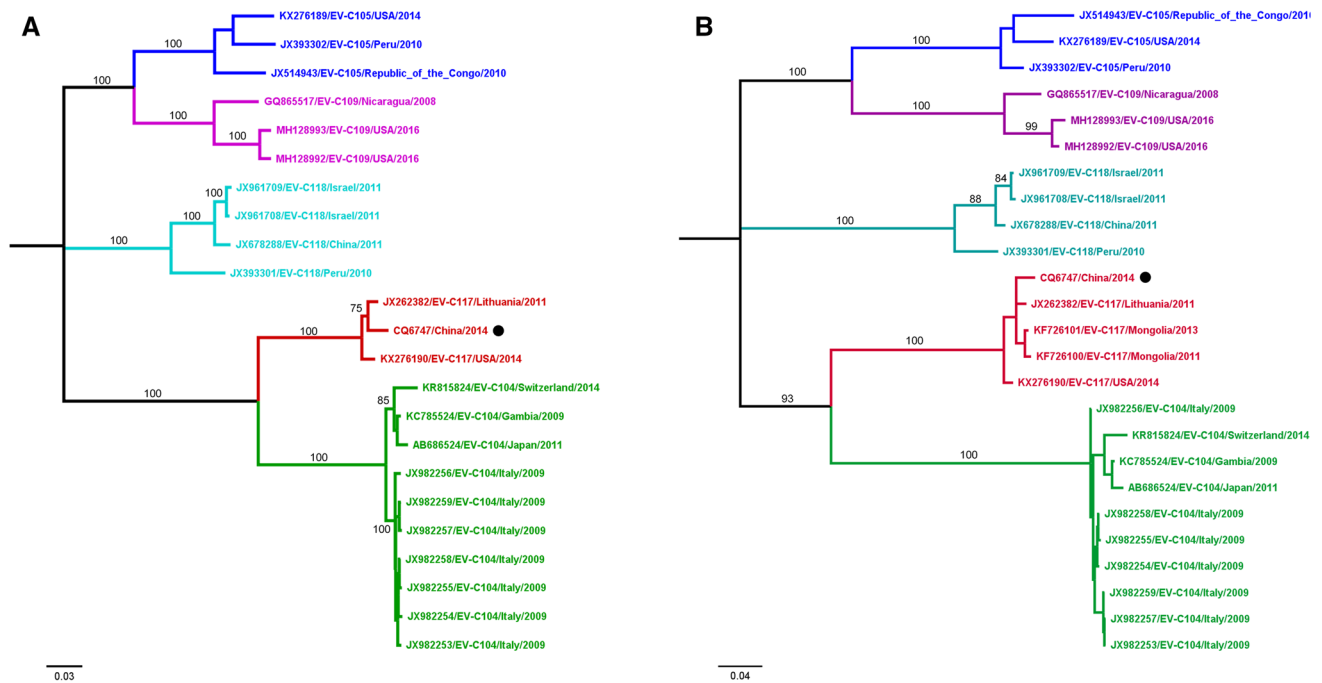 A
KX276189/EV-C105/USA/2014
100
JX393302/EV-C105/Peru/2010
100
JX514943/EV-C105/Republic_of_the_Congo/2010
GQ865517/EV-C109/Nicaragua/2008
100
MH128993/EV-C109/USA/2016
100
MH128992/EV-C109/USA/2016
JX961709/EV-C118/Israel/2011
100
JX961708/EV-C118/Israel/2011
100
100
JX678288/EV-C118/China/2011
JX393301/EV-C118/Peru/2010
JX262382/EV-C117/Lithuania/2011
75
100
CQ6747/China/2014
KX276190/EV-C117/USA/2014
KR815824/EV-C104/Switzerland/2014
100
85
KC785524/EV-C104/Gambia/2009
AB686524/EV-C104/Japan/2011
100
JX982256/EV-C104/Italy/2009
JX982259/EV-C104/Italy/2009
100
JX982257/EV-C104/Italy/2009
JX982258/EV-C104/Italy/2009
JX982255/EV-C104/Italy/2009
JX982254/EV-C104/Italy/2009
JX982253/EV-C104/Italy/2009
0.03
B
JX514943/EV-C105/Republic_of_the_Congo/201
100
KX276189/EV-C105/USA/2014
100
JX393302/EV-C105/Peru/2010
GQ865517/EV-C109/Nicaragua/2008
100
MH128993/EV-C109/USA/2016
99
MH128992/EV-C109/USA/2016
JX961709/EV-C118/Israel/2011
84
JX961708/EV-C118/Israel/2011
88
100
JX678288/EV-C118/China/2011
JX393301/EV-C118/Peru/2010
CQ6747/China/2014
JX262382/EV-C117/Lithuania/2011
KF726101/EV-C117/Mongolia/2013
100
KF726100/EV-C117/Mongolia/2011
KX276190/EV-C117/USA/2014
93
JX982256/EV-C104/Italy/2009
KR815824/EV-C104/Switzerland/2014
100
KC785524/EV-C104/Gambia/2009
AB686524/EV-C104/Japan/2011
JX982258/EV-C104/Italy/2009
JX982255/EV-C104/Italy/2009
JX982254/EV-C104/Italy/2009
JX982259/EV-C104/Italy/2009
JX982257/EV-C104/Italy/2009
JX982253/EV-C104/Italy/2009
0.04